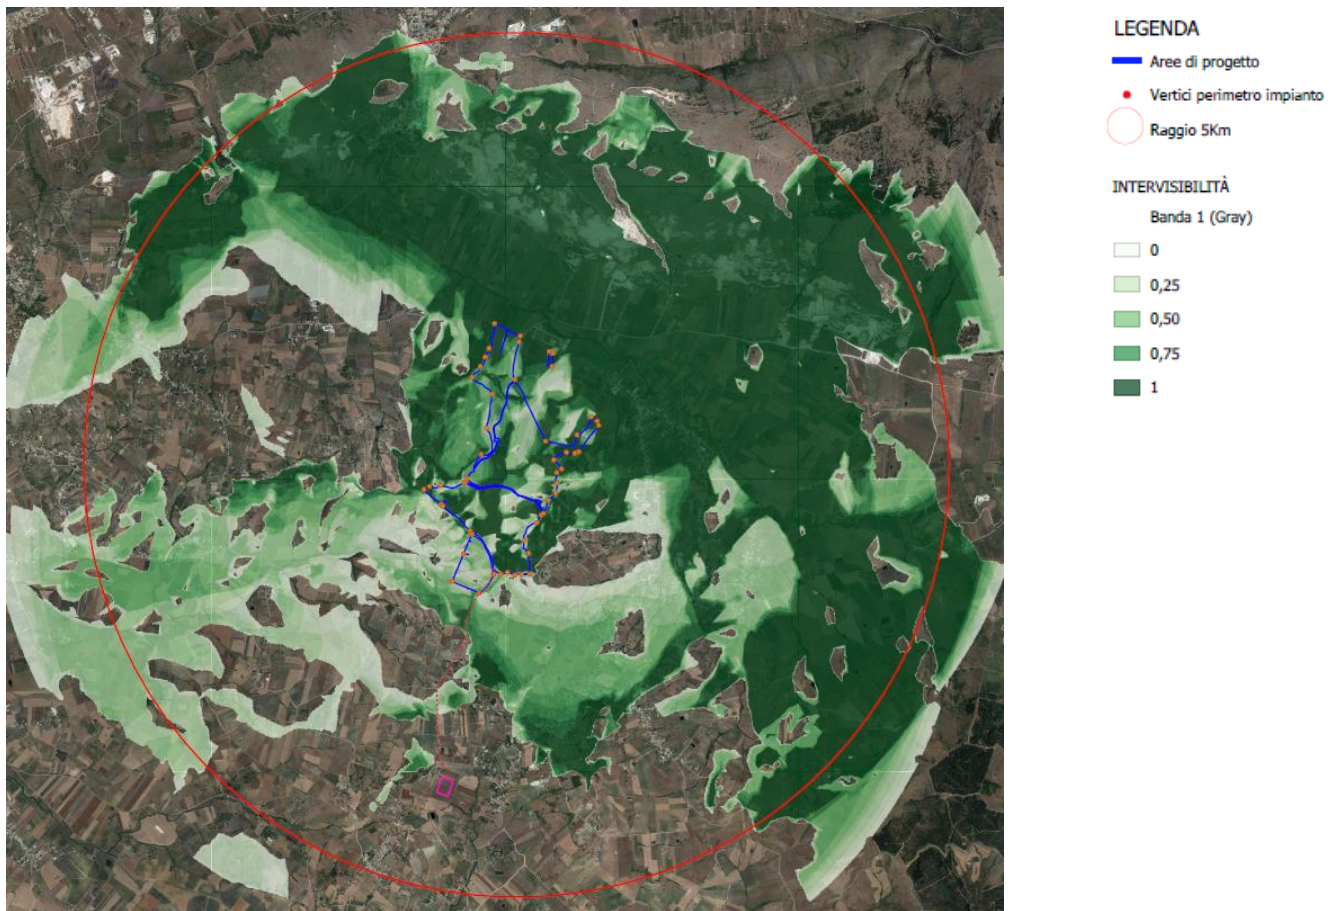 LEGENDA
Aree di progetto
Vertici perimetro impianto
Raggio 5Km
INTERVISIBILITÀ
Banda 1 (Gray)
0
0,25
0,50
0,75
1